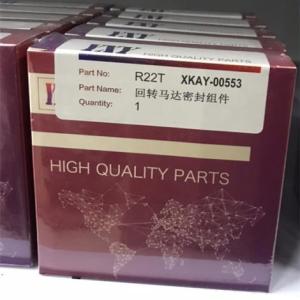 Part No: R22T XKAY-00553
Part Name: 回转马达密封组件
Quantity: 1
HIGH QUALITY PARTS